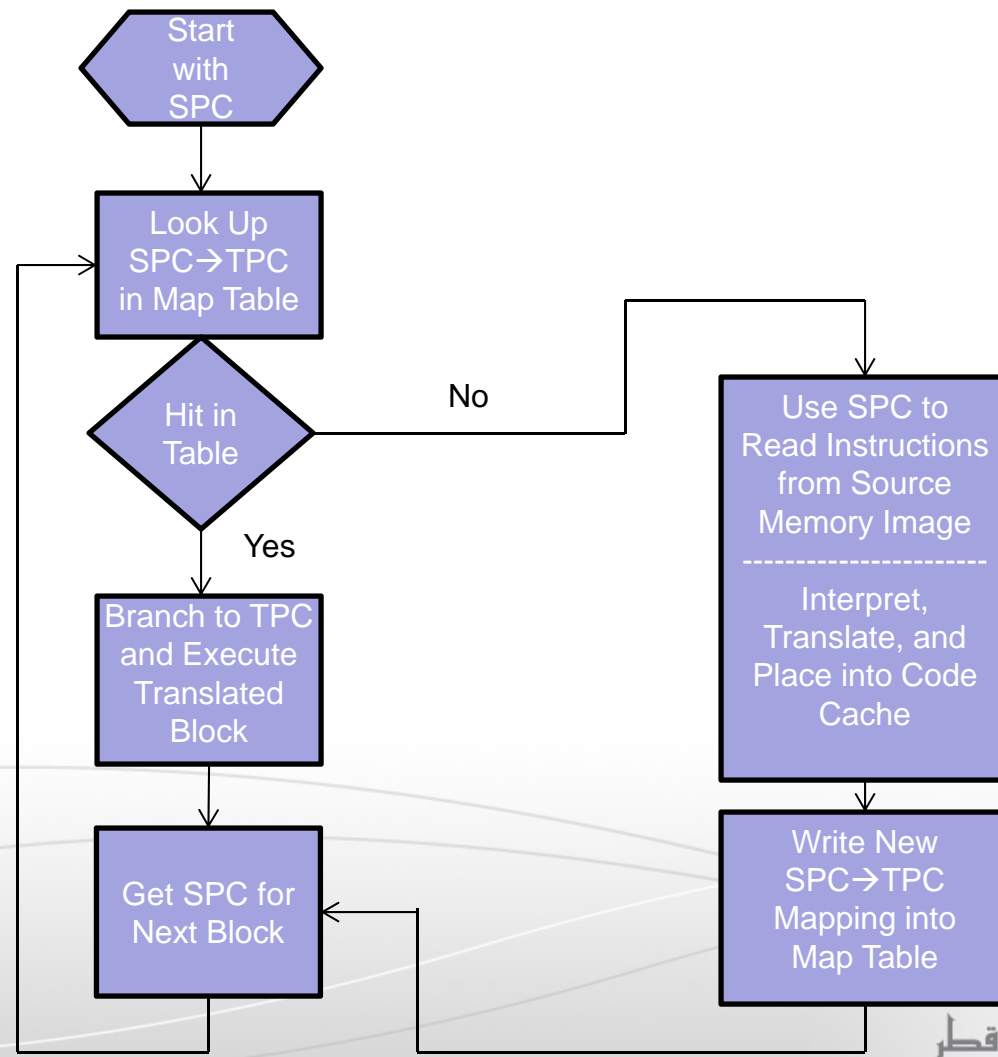 Start
with
SPC
Look Up
SPC→TPC
in Map Table
Hit in
Table
No
Yes
Branch to TPC
and Execute
Translated
Block
Get SPC for
Next Block
Use SPC to
Read Instructions
from Source
Memory Image
-----------------------
Interpret,
Translate, and
Place into Code
Cache
Write New
SPC→TPC
Mapping into
Map Table
قطر